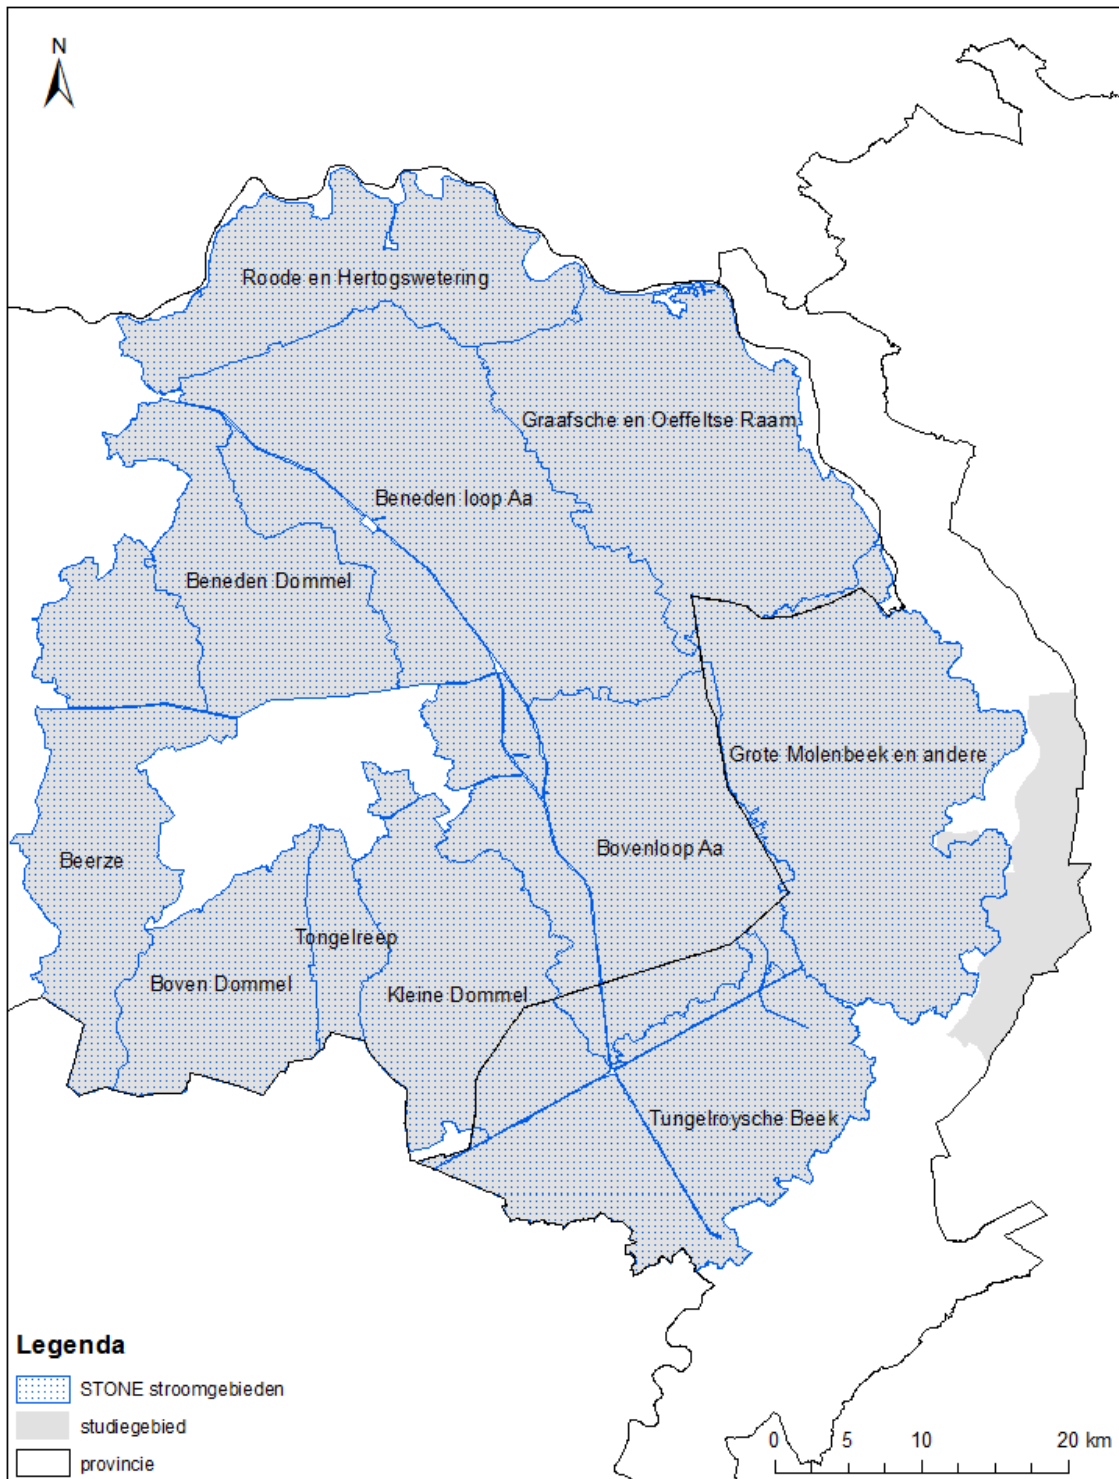 N
Roode en Hertogswetering
Graafsche en Oeffeltse Raam
Beneden loop Aa
Beneden Dommel
Grote Molenbeek en andere
Beerze
Bovenloop Aa
Tongelreep
Boven Dommel
Kleine Dommel
Tungelroysche Beek
Legenda
STONE stroomgebieden
studiegebied
provincie
0 5 10 20 km